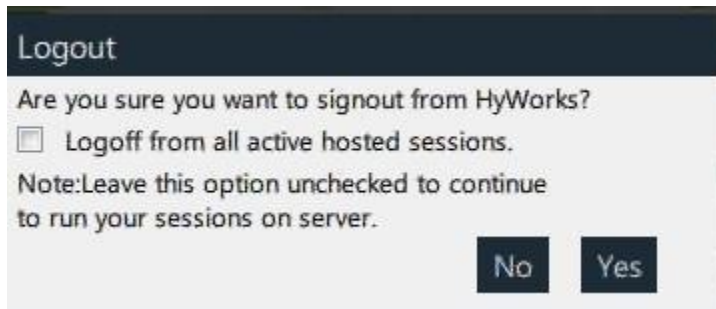 Logout
Are you sure you want to signout from HyWorks?
Logoff from all active hosted sessions.
Note:Leave this option unchecked to continue
to run your sessions on server.
No Yes